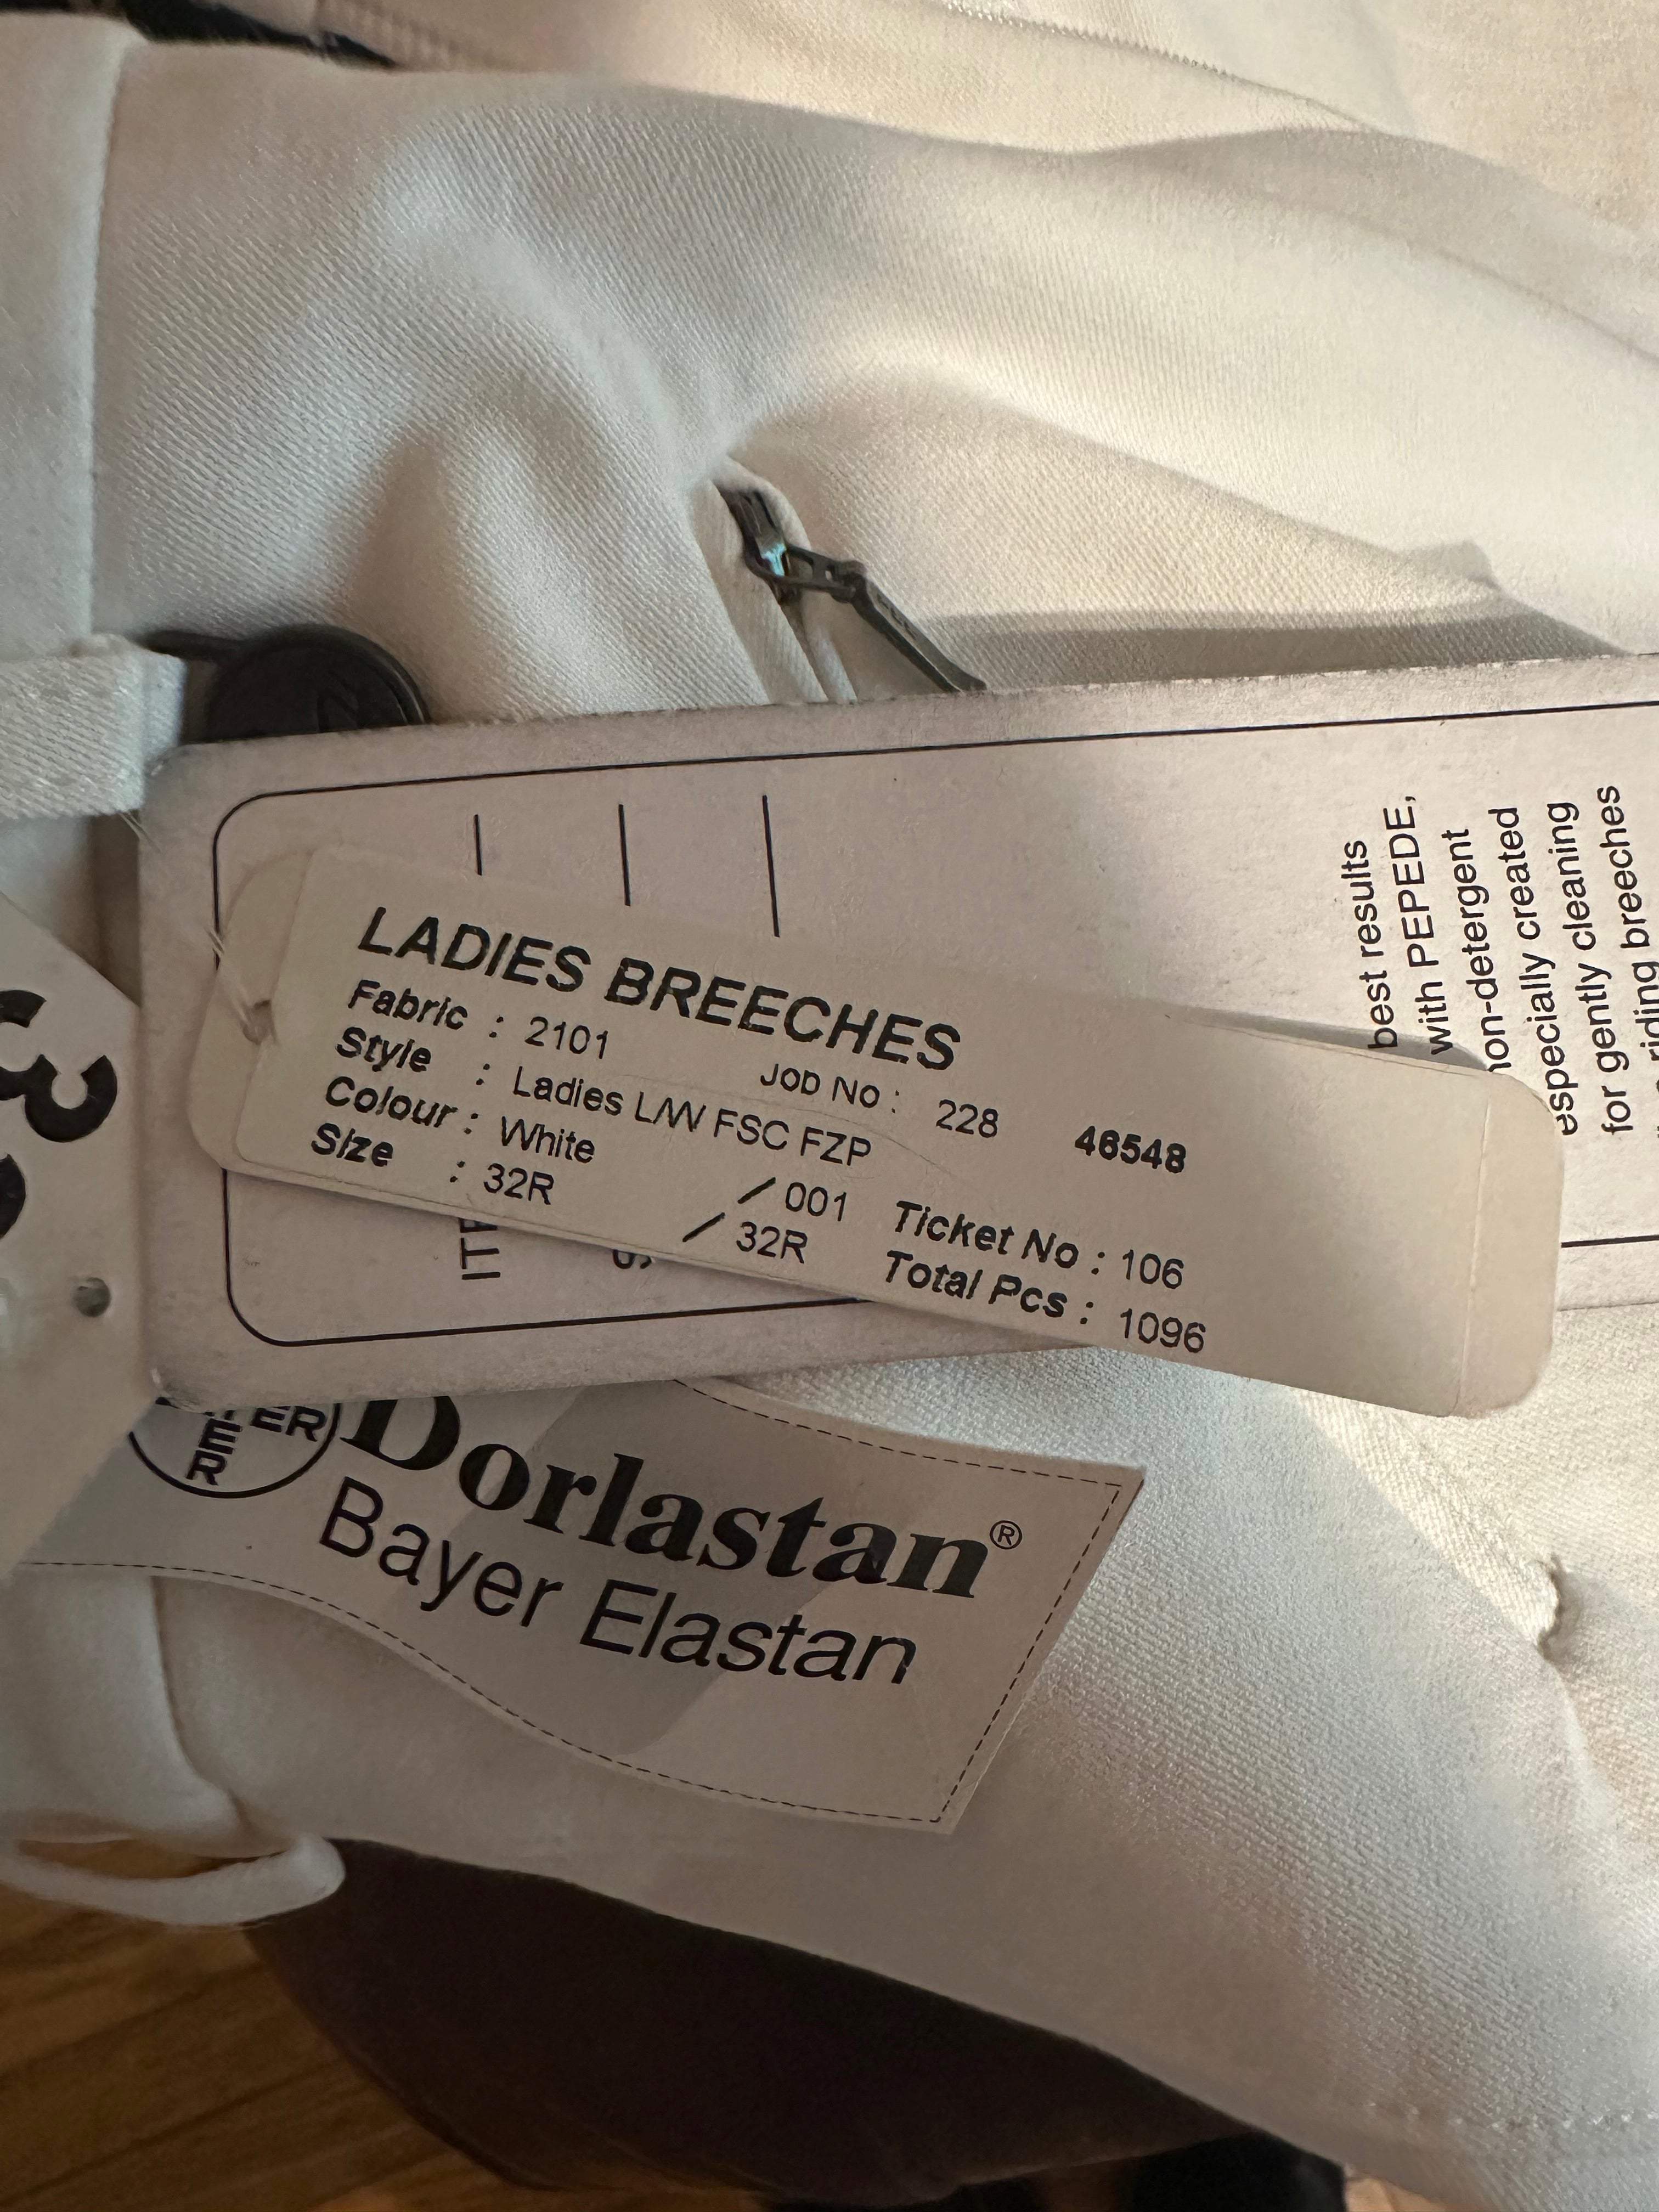 LADIES BREECHES
Fabric : 2101 Job No : 228 46548
Style : Ladies L/W FSC FZP
Colour : White / 001 Ticket No : 106
Size : 32R / 32R Total Pcs : 1096
best results
with PEPEDE,
non-detergent
especially created
for gently cleaning
riding breeches
Dorlastan®
Bayer Elastan